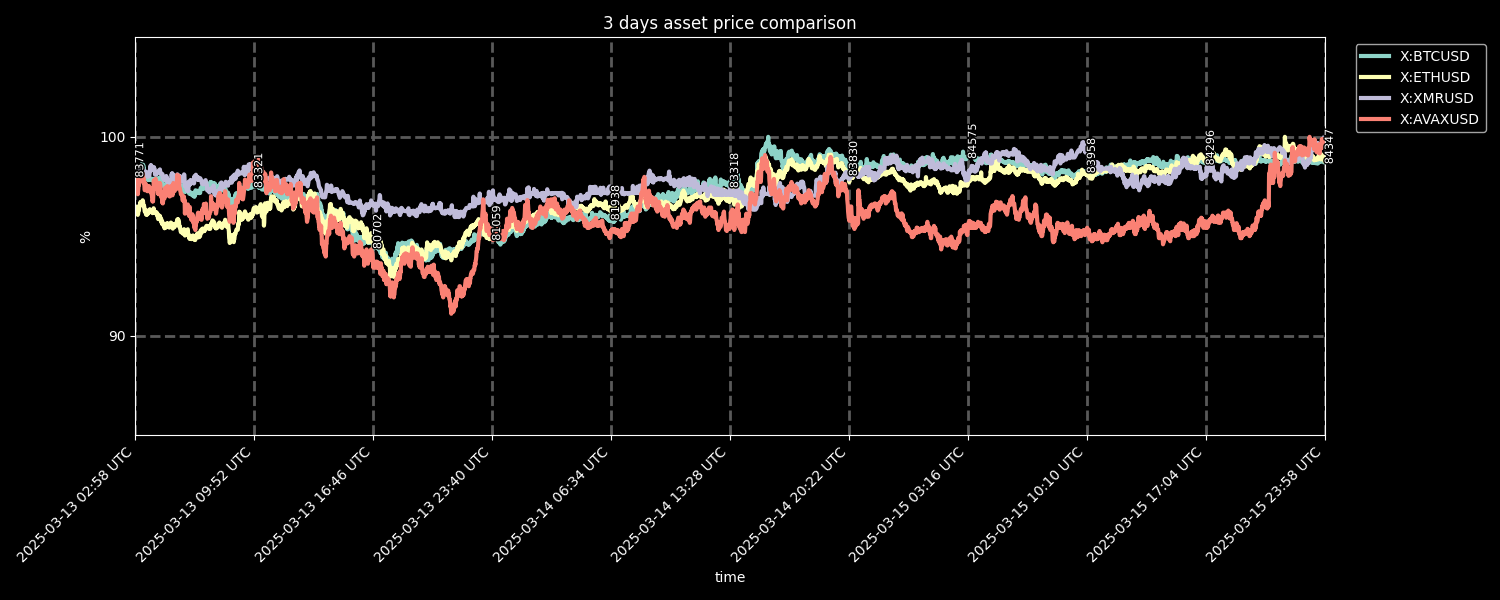 3 days asset price comparison
X:BTCUSD
X:ETHUSD
X:XMRUSD
X:AVAXUSD
100
90
%
83771
83321
80702
81059
81938
83318
83830
84575
83958
84296
84347
2025-03-13 02:58 UTC
2025-03-13 09:52 UTC
2025-03-13 16:46 UTC
2025-03-13 23:40 UTC
2025-03-14 06:34 UTC
2025-03-14 13:28 UTC
2025-03-14 20:22 UTC
2025-03-15 03:16 UTC
2025-03-15 10:10 UTC
2025-03-15 17:04 UTC
2025-03-15 23:58 UTC
time